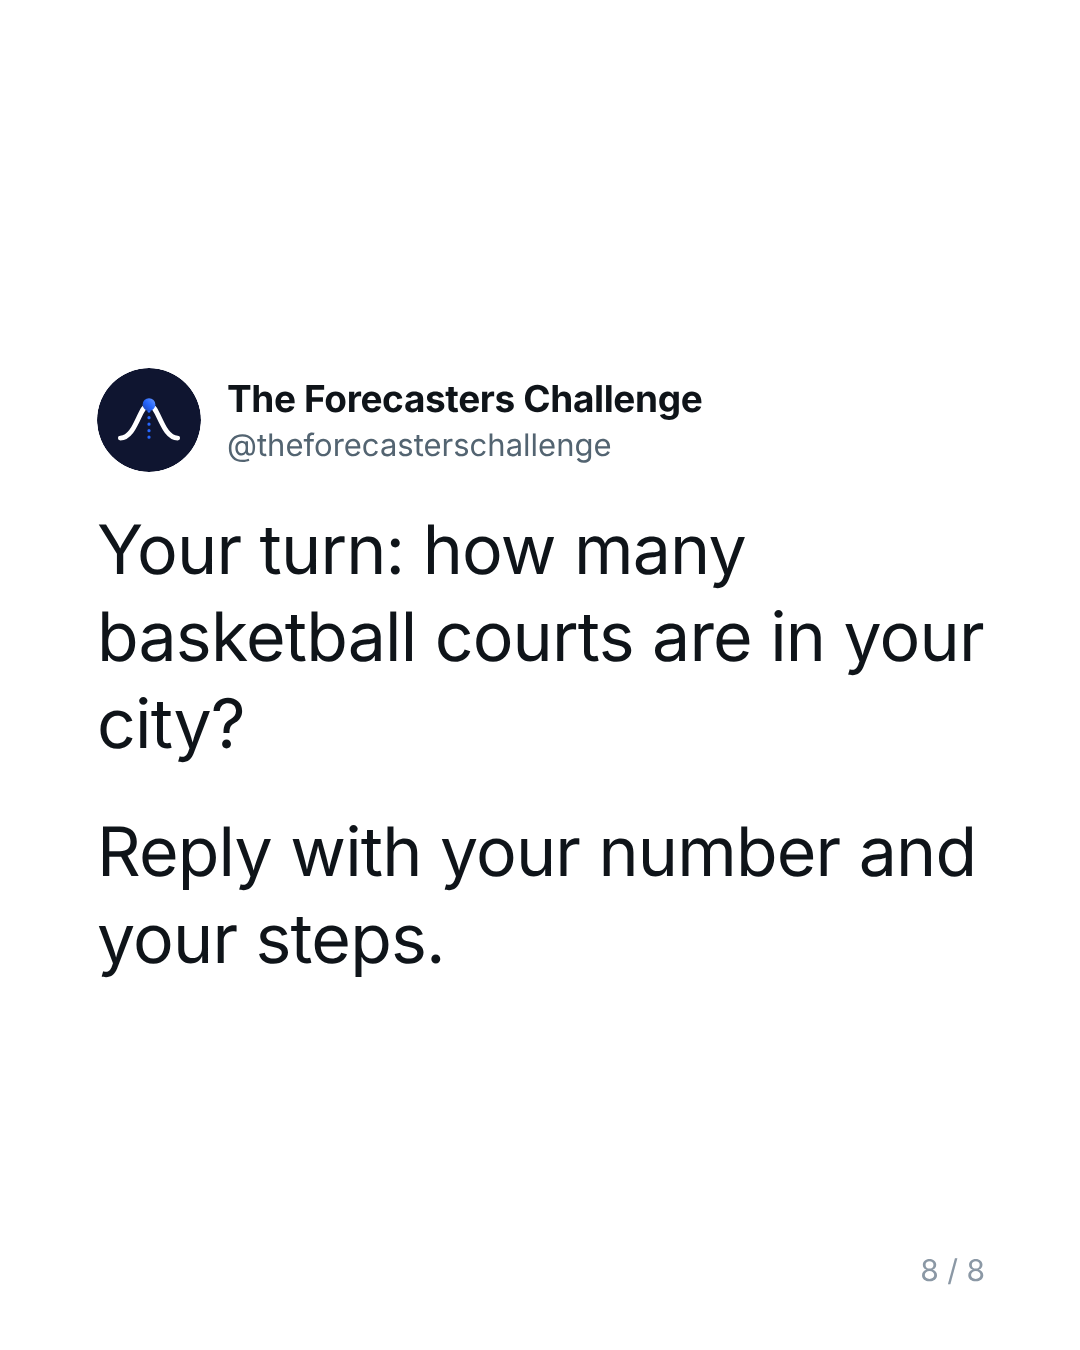 The Forecasters Challenge
@theforecasterschallenge
Your turn: how many
basketball courts are in your
city?
Reply with your number and
your steps.
8 / 8